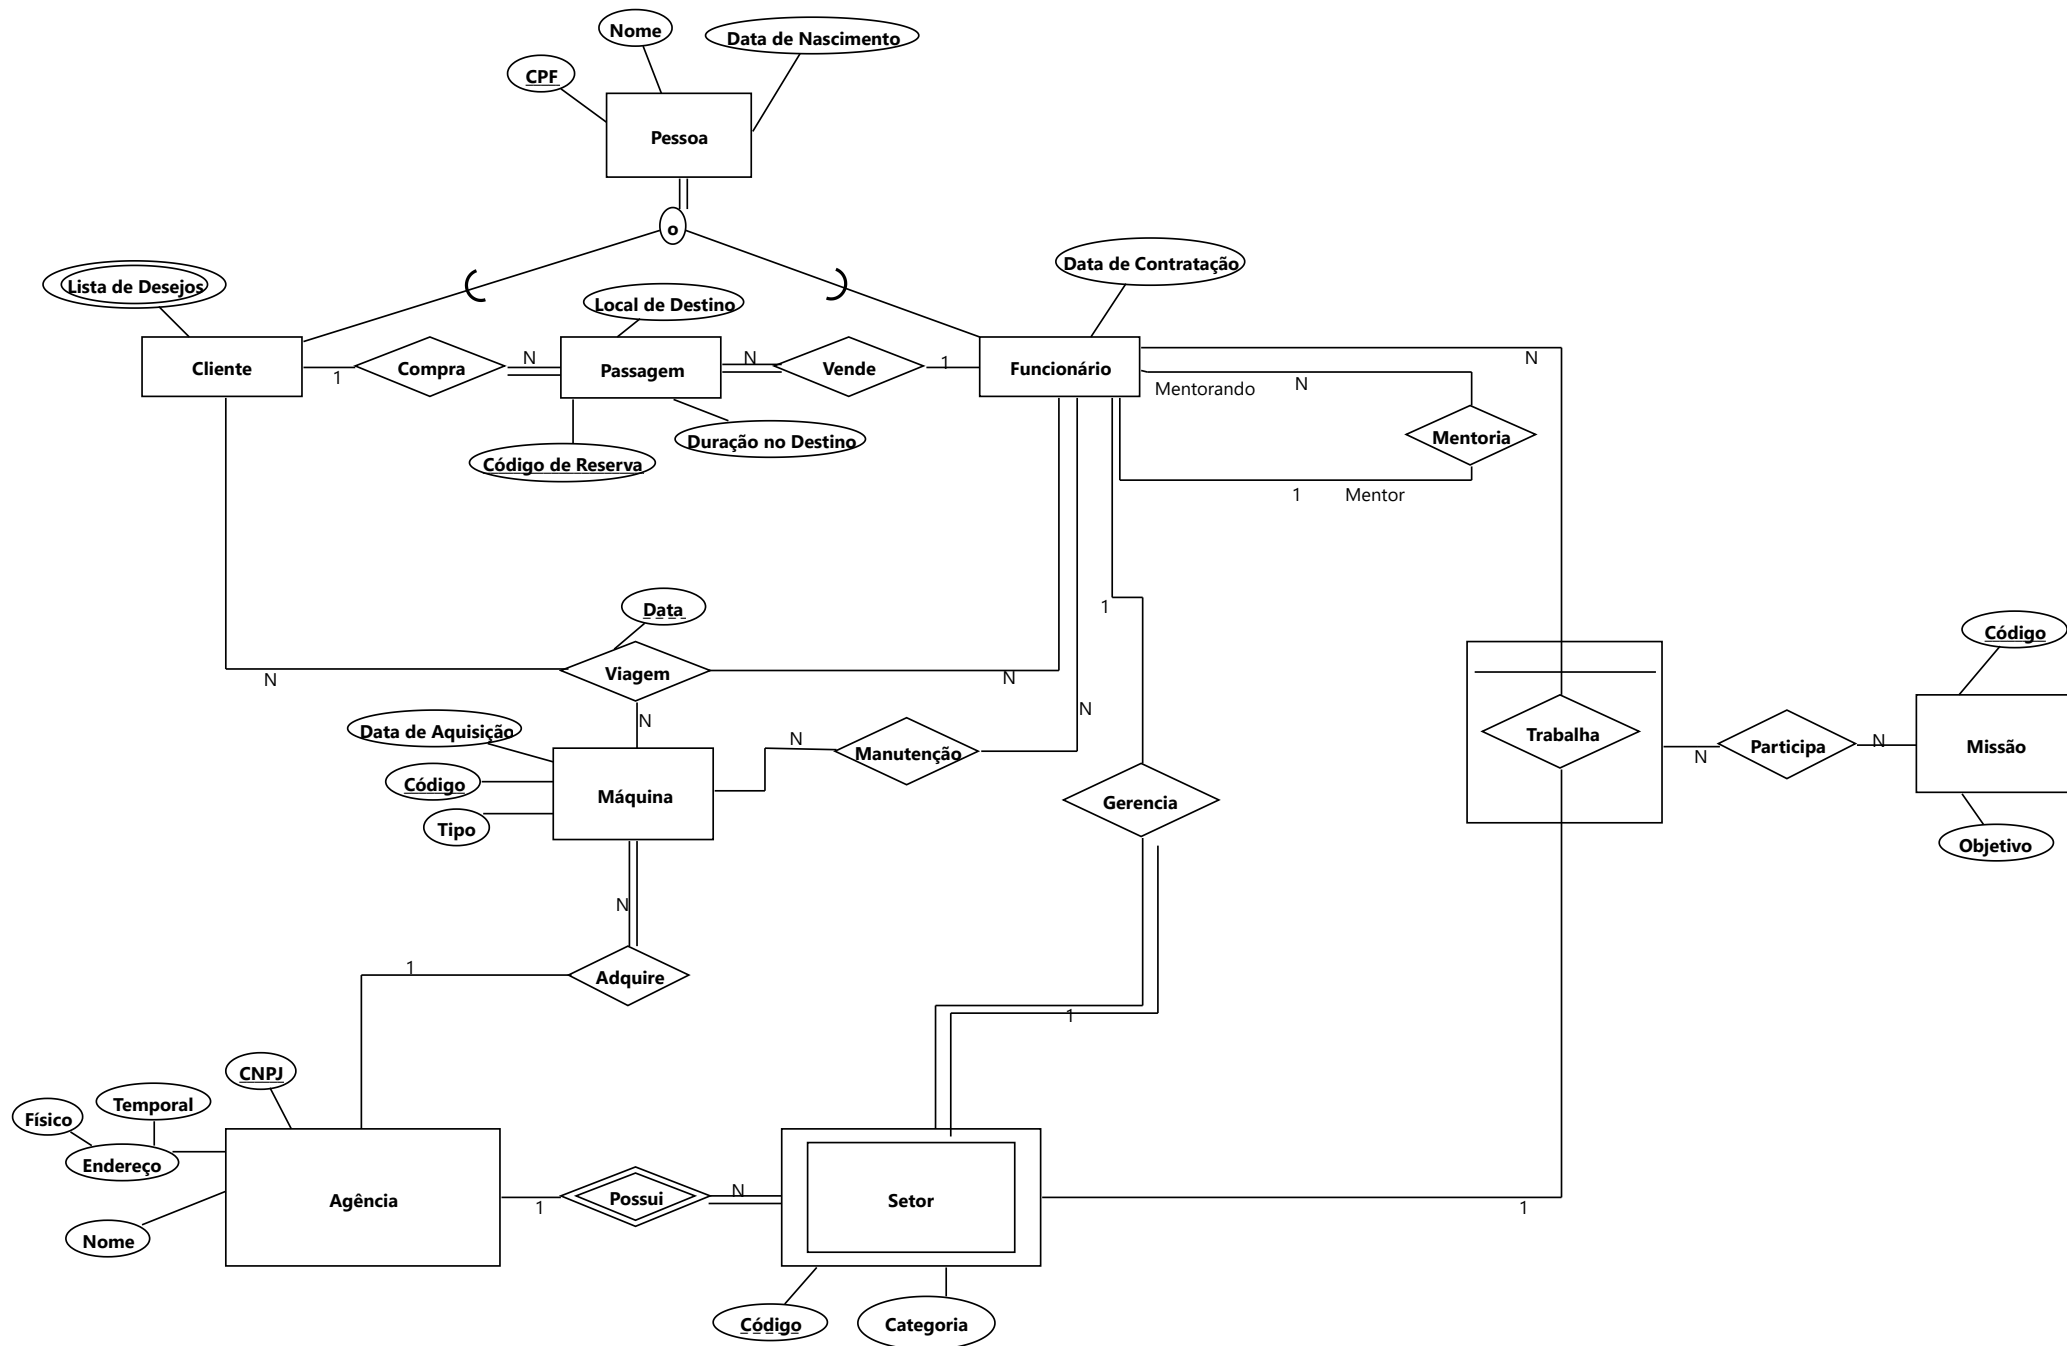 Nome
Data de Nascimento
CPF
Pessoa
o
Data de Contratação
Lista de Desejos
Local de Destino
Cliente
1
Compra
N
Passagem
N
Vende
1
Funcionário
N
Mentorando
N
Mentoria
Duração no Destino
Código de Reserva
1
Mentor
Data
1
Código
N
Viagem
N
N
N
Data de Aquisição
N
Manutenção
Trabalha
N
Participa
N
Missão
Código
Máquina
Gerencia
Tipo
Objetivo
N
1
Adquire
1
CNPJ
Temporal
Físico
Endereço
Agência
1
Possui
N
Setor
1
Nome
Código
Categoria